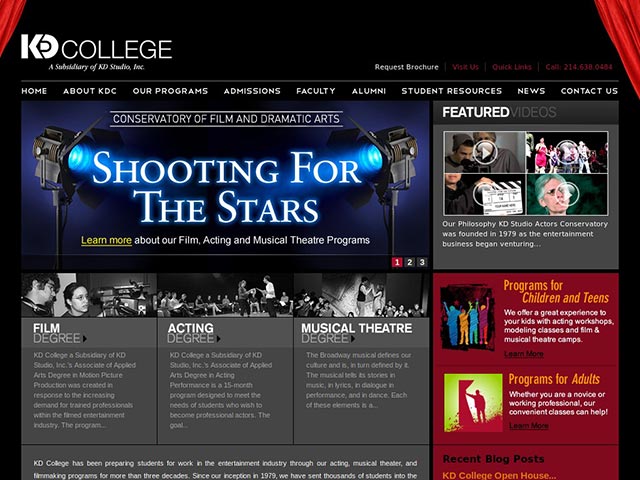 KD COLLEGE
A Subsidiary of KD Studio, Inc.
Request Brochure | Visit Us | Quick Links | Call: 214.638.0484
HOME ABOUT KDC OUR PROGRAMS ADMISSIONS FACULTY ALUMNI STUDENT RESOURCES NEWS CONTACT US
CONSERVATORY OF FILM AND DRAMATIC ARTS
SHOOTING FOR
THE STARS
Learn more about our Film, Acting and Musical Theatre Programs
1 2 3
FEATUREDVIDEOS
Our Philosophy KD Studio Actors Conservatory
was founded in 1979 as the entertainment
business began venturing...
FILM
DEGREE
KD College a Subsidiary of KD
Studio, Inc.'s Associate of Applied
Arts Degree in Motion Picture
Production was created in
response to the increasing
demand for trained professionals
within the filmed entertainment
industry. The program...
ACTING
DEGREE
KD College a Subsidiary of KD
Studio, Inc.'s Associate of Applied
Arts Degree in Acting
Performance is a 15-month
program designed to meet the
needs of students who wish to
become professional actors. The
goal...
MUSICAL THEATRE
DEGREE
The Broadway musical defines our
culture and is, in turn defined by it.
The musical tells its stories in
music, in lyrics, in dialogue in
performance, and in dance. Each
of these elements is a...
Programs for
Children and Teens
We offer a great experience to
your kids with acting workshops,
modeling classes and film &
musical theatre camps.
Learn More
Programs for Adults
Whether you are a novice or
working professional, our
convenient classes can help!
Learn More
Recent Blog Posts
KD College Open House...
KD College has been preparing students for work in the entertainment industry through our acting, musical theater, and
filmmaking programs for more than three decades. Since our inception in 1979, we have sent thousands of students into the